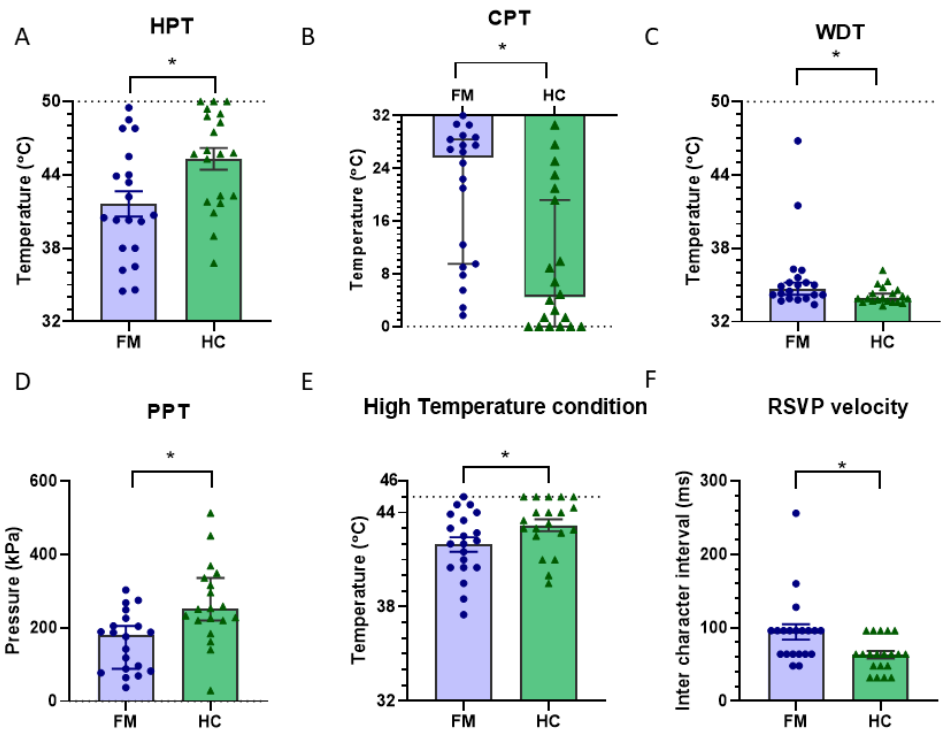 A
HPT
*
Temperature (°C)
50
44
38
32
FM
HC
B
CPT
*
FM
HC
Temperature (°C)
32
24
16
8
0
C
WDT
*
Temperature (°C)
50
44
38
32
FM
HC
D
PPT
*
Pressure (kPa)
600
400
200
0
FM
HC
E
High Temperature condition
*
Temperature (°C)
46
44
38
32
FM
HC
F
RSVP velocity
*
Inter character interval (ms)
300
200
100
0
FM
HC